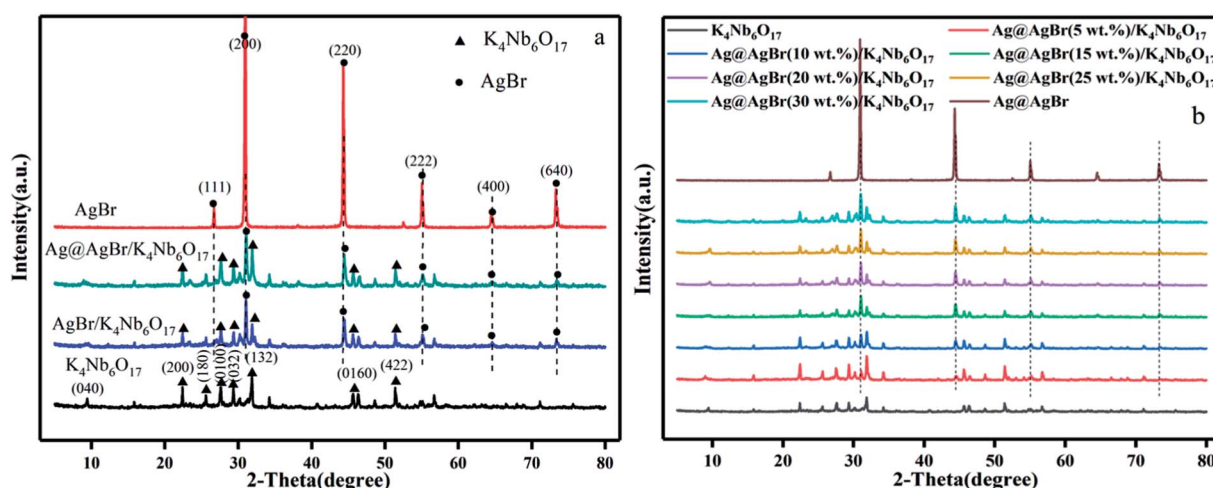 a
▲ K₄Nb₆O₁₇
● AgBr
(111)
(200)
(220)
(222)
(400)
(640)
AgBr
Ag@AgBr/K₄Nb₆O₁₇
AgBr/K₄Nb₆O₁₇
K₄Nb₆O₁₇
(040)
(200)
(180)
(0100)
(032)
(132)
(0160)
(422)
Intensity(a.u.)
10 20 30 40 50 60 70 80
2-Theta(degree)
b
K₄Nb₆O₁₇ Ag@AgBr(5 wt.%)/K₄Nb₆O₁₇
Ag@AgBr(10 wt.%)/K₄Nb₆O₁₇ Ag@AgBr(15 wt.%)/K₄Nb₆O₁₇
Ag@AgBr(20 wt.%)/K₄Nb₆O₁₇ Ag@AgBr(25 wt.%)/K₄Nb₆O₁₇
Ag@AgBr(30 wt.%)/K₄Nb₆O₁₇ Ag@AgBr
Intensity(a.u.)
10 20 30 40 50 60 70 80
2-Theta(degree)